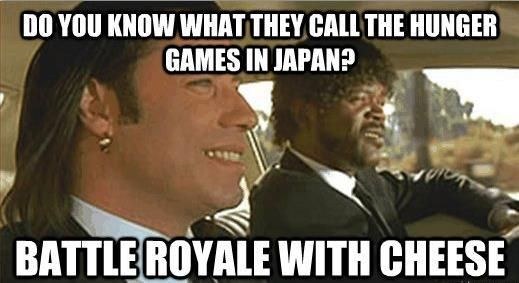 DO YOU KNOW WHAT THEY CALL THE HUNGER
GAMES IN JAPAN?
BATTLE ROYALE WITH CHEESE